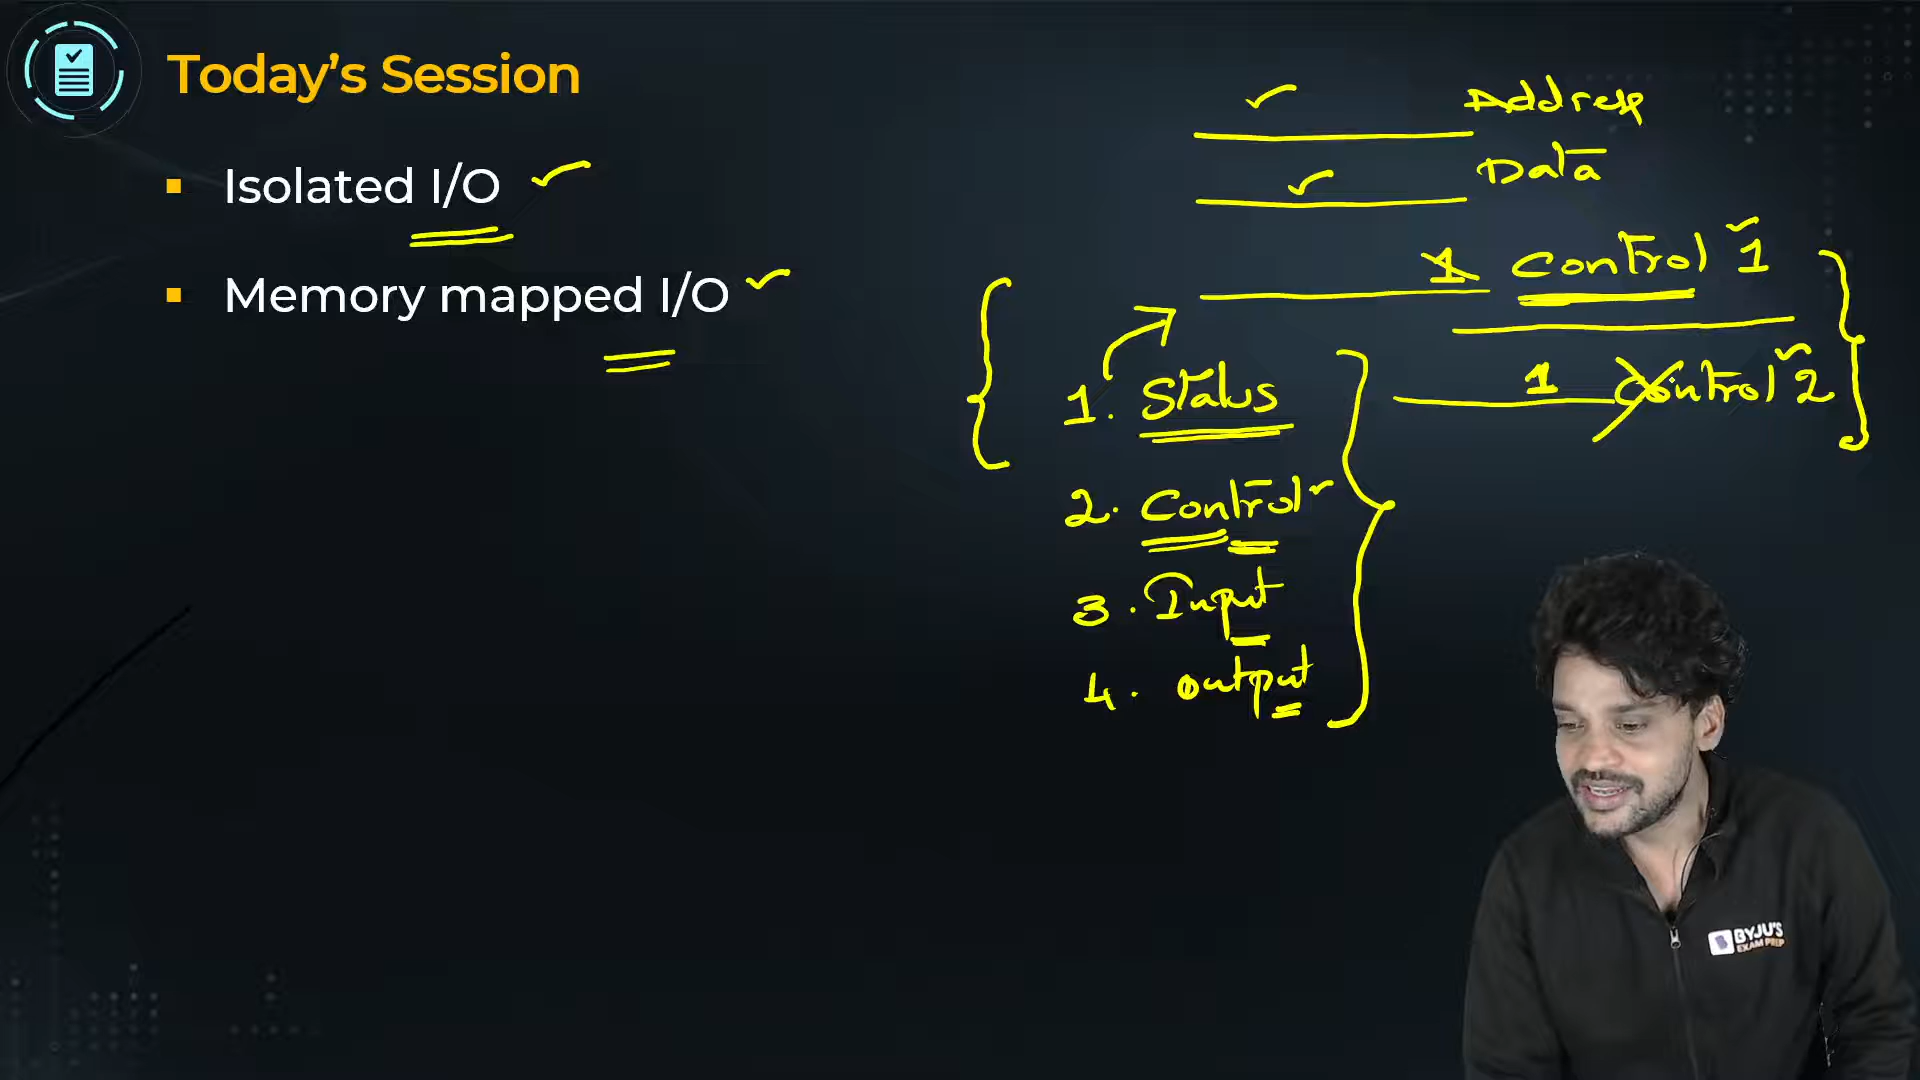 Today's Session
Isolated I/O
Memory mapped I/O
Address
Data
1 Control 1
1 Control 2
1. Status
2. Control
3. Input
4. output
BYJU'S
EXAM PREP